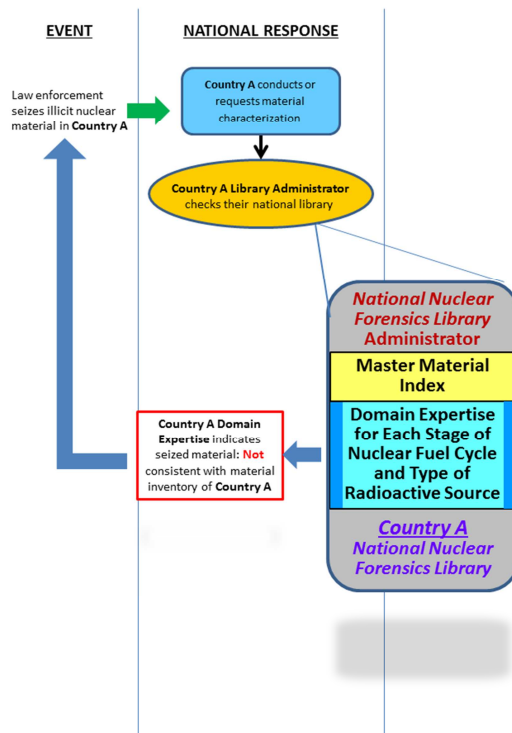 EVENT
NATIONAL RESPONSE
Law enforcement
seizes illicit nuclear
material in Country A
Country A conducts or
requests material
characterization
Country A Library Administrator
checks their national library
National Nuclear
Forensics Library
Administrator
Master Material
Index
Domain Expertise
for Each Stage of
Nuclear Fuel Cycle
and Type of
Radioactive Source
Country A
National Nuclear
Forensics Library
Country A Domain
Expertise indicates
seized material: Not
consistent with material
inventory of Country A